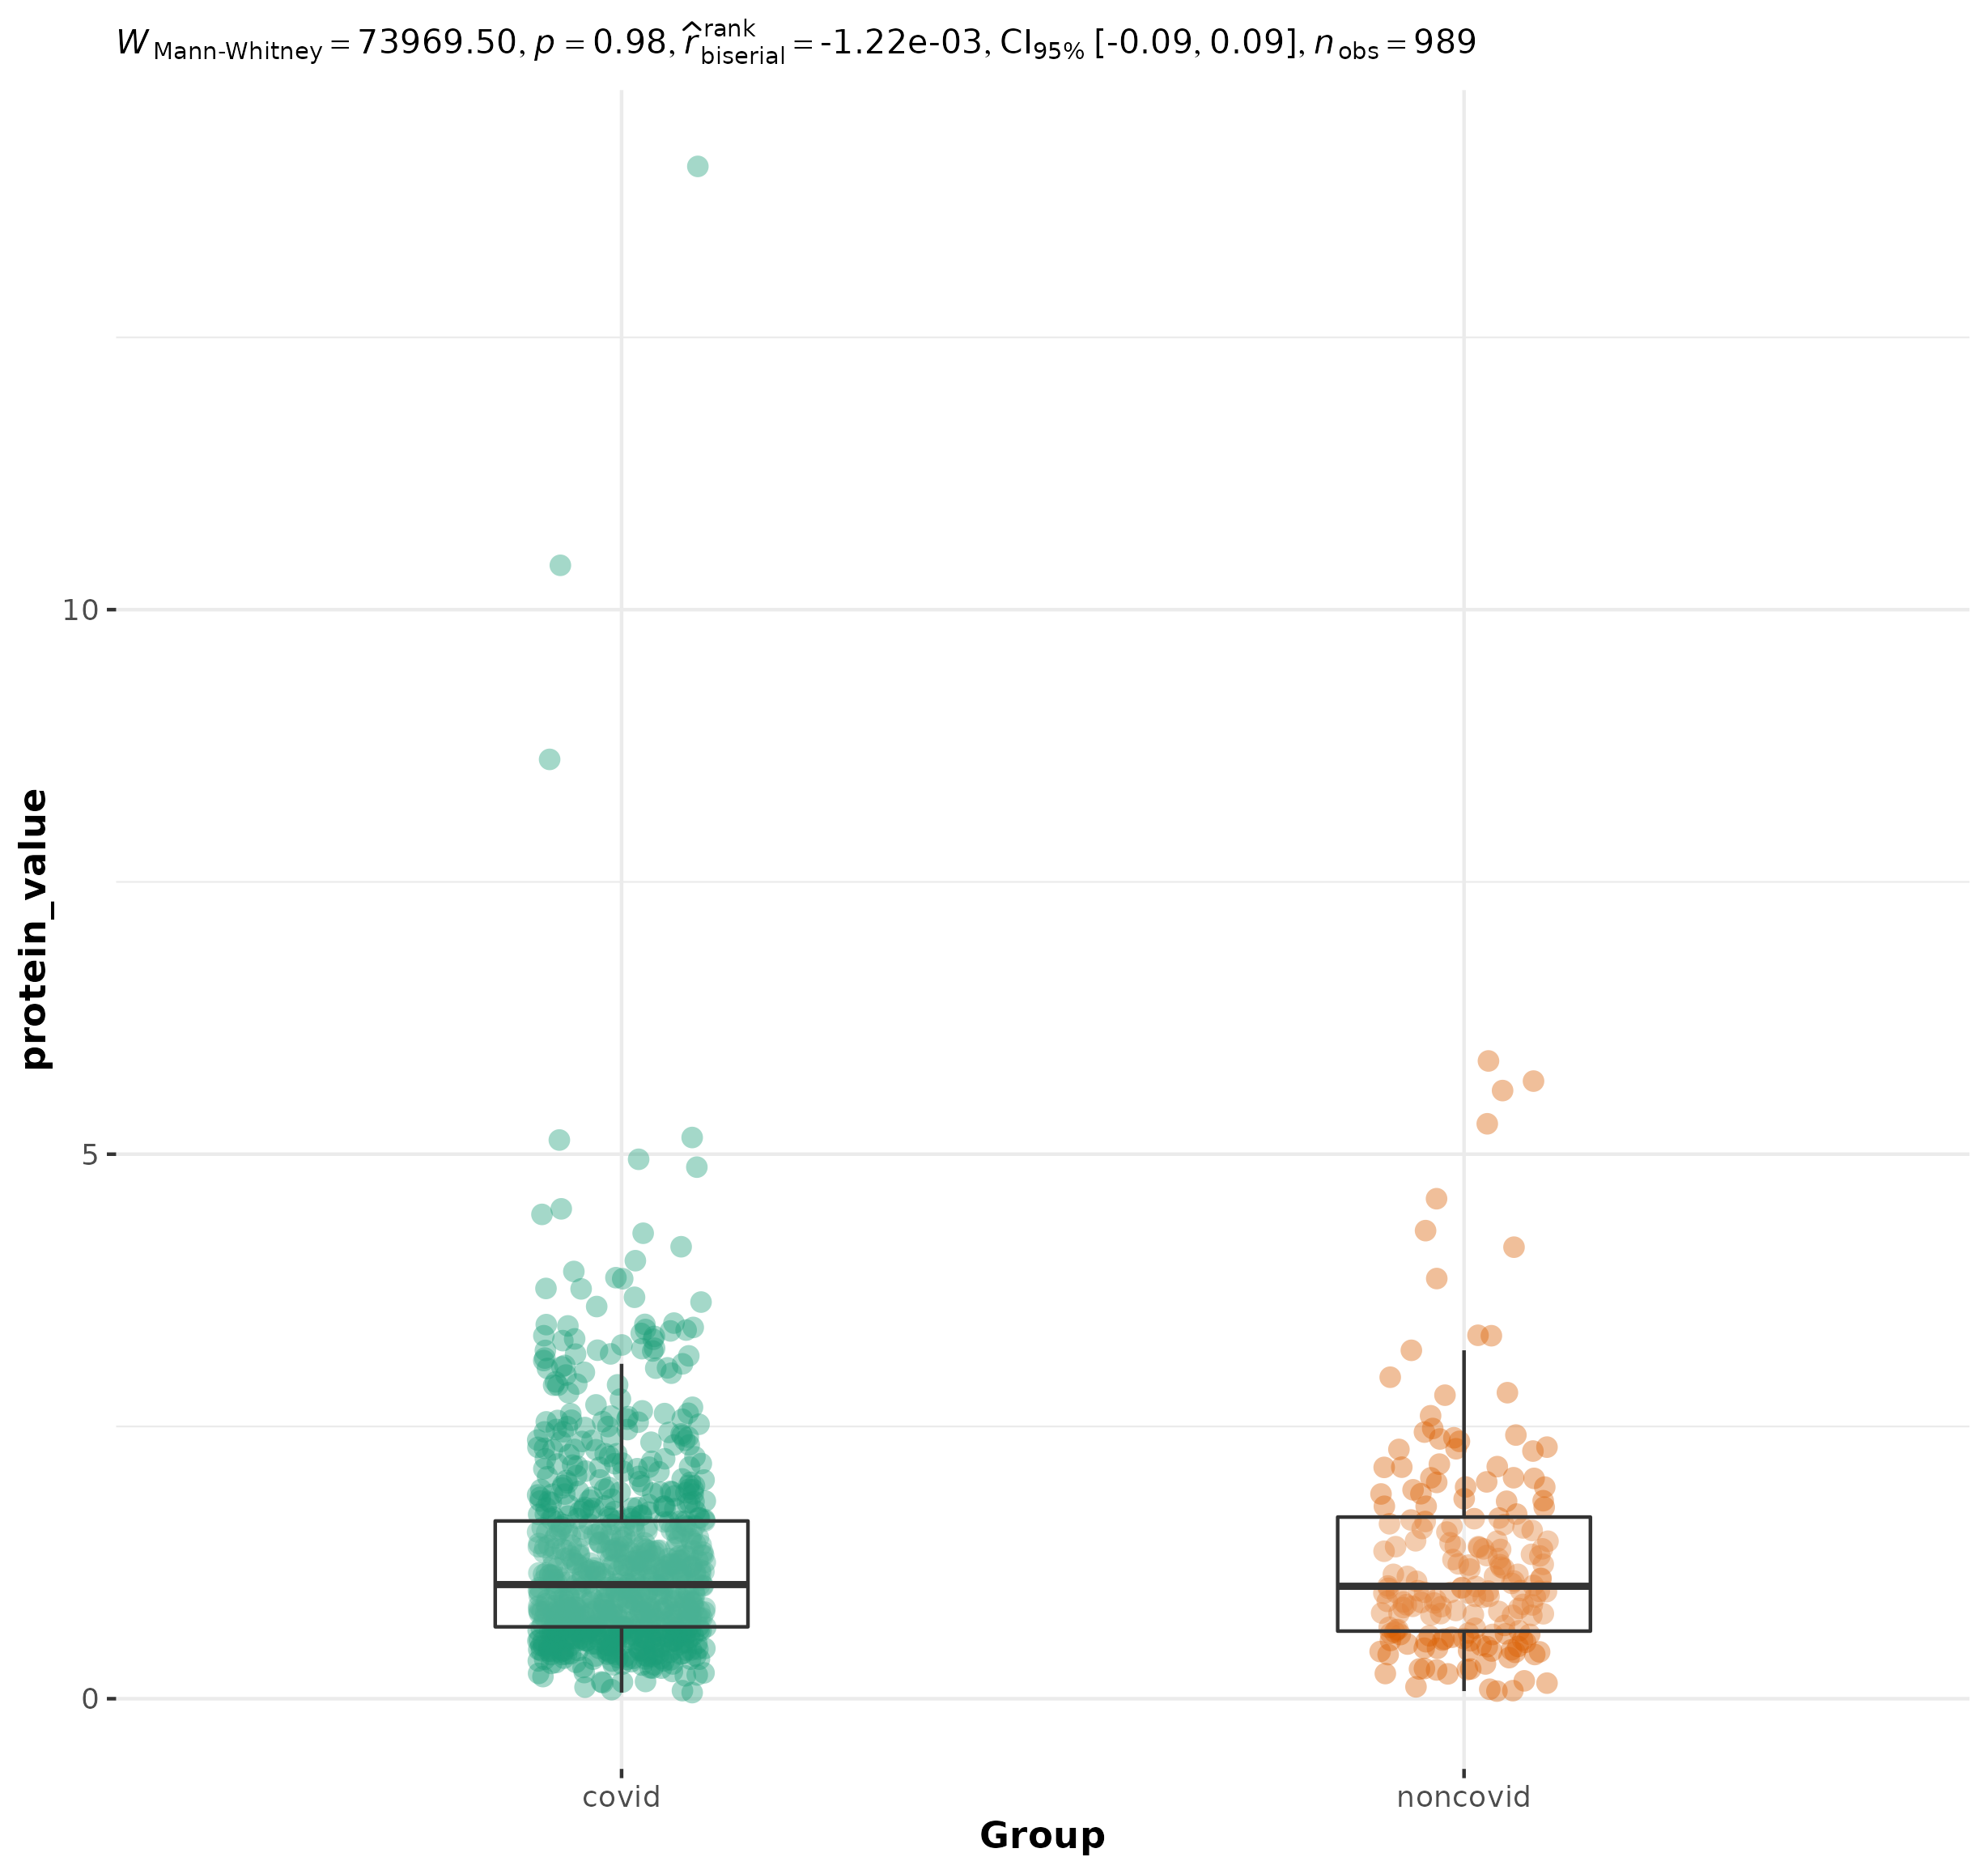 W Mann-Whitney = 73969.50, p = 0.98, r̂ rank biserial = -1.22e-03, CI95% [-0.09, 0.09], n obs = 989
10
5
0
protein_value
covid noncovid
Group